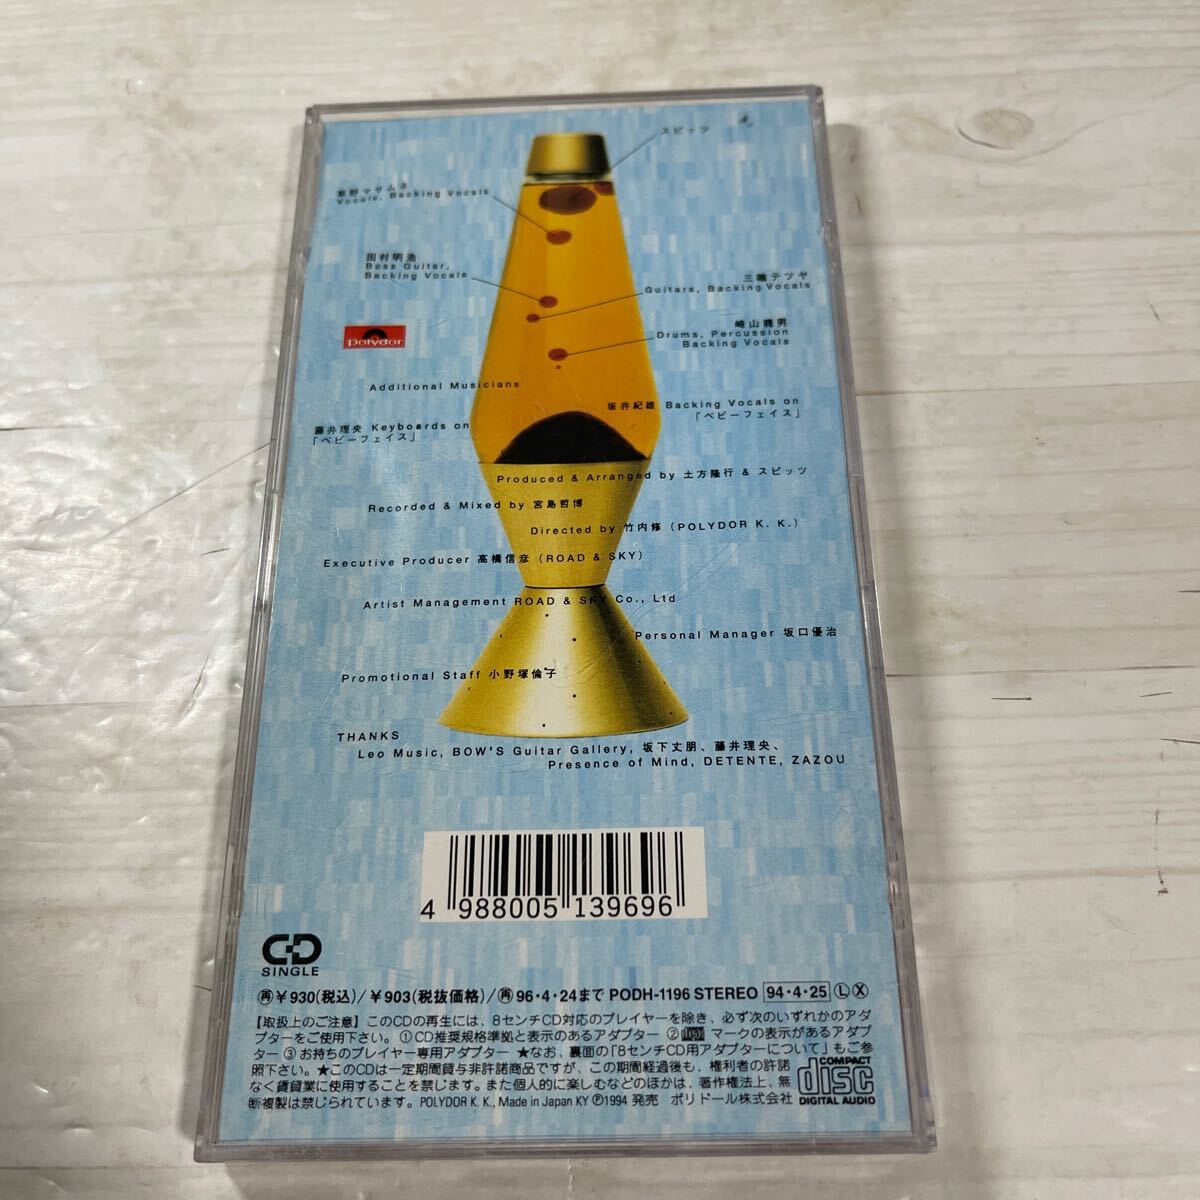 スピッツ
草野マサムネ
Vocals, Backing Vocals
田村明浩
Bass Guitar,
Backing Vocals
三輪テツヤ
Guitars, Backing Vocals
polydor
崎山龍男
Drums, Percussion
Backing Vocals
Additional Musicians
坂井紀雄 Backing Vocals on
「ベビーフェイス」
藤井理央 Keyboards on
「ベビーフェイス」
Produced & Arranged by 土方隆行 & スピッツ
Recorded & Mixed by 宮島哲博
Directed by 竹内修 (POLYDOR K. K.)
Executive Producer 高橋信彦 (ROAD & SKY)
Artist Management ROAD & SKY Co., Ltd
Personal Manager 坂口優治
Promotional Staff 小野塚倫子
THANKS
Leo Music, BOW'S Guitar Gallery, 坂下丈朋、藤井理央、
Presence of Mind, DETENTE, ZAZOU
4 988005 139696
CD
SINGLE
㊞¥930(税込)/¥903(税抜価格)/㊞96・4・24まで PODH-1196 STEREO 94・4・25 Ⓛ Ⓧ
【取扱上のご注意】このCDの再生には、8センチCD対応のプレイヤーを除き、必ず次のいずれかのアダ
プターをご使用下さい。①CD推奨規格準拠と表示のあるアダプター ② マークの表示があるアダプ
ター ③お持ちのプレイヤー専用アダプター ★なお、裏面の「8センチCD用アダプターについて」もご参
照下さい。★このCDは一定期間貸与非許諾商品ですが、この期間経過後も、権利者の許諾
なく賃貸業に使用することを禁じます。また個人的に楽しむなどのほかは、著作権法上、無
断複製は禁じられています。POLYDOR K. K., Made in Japan KY Ⓟ1994 発売 ポリドール株式会社
COMPACT
disc
DIGITAL AUDIO